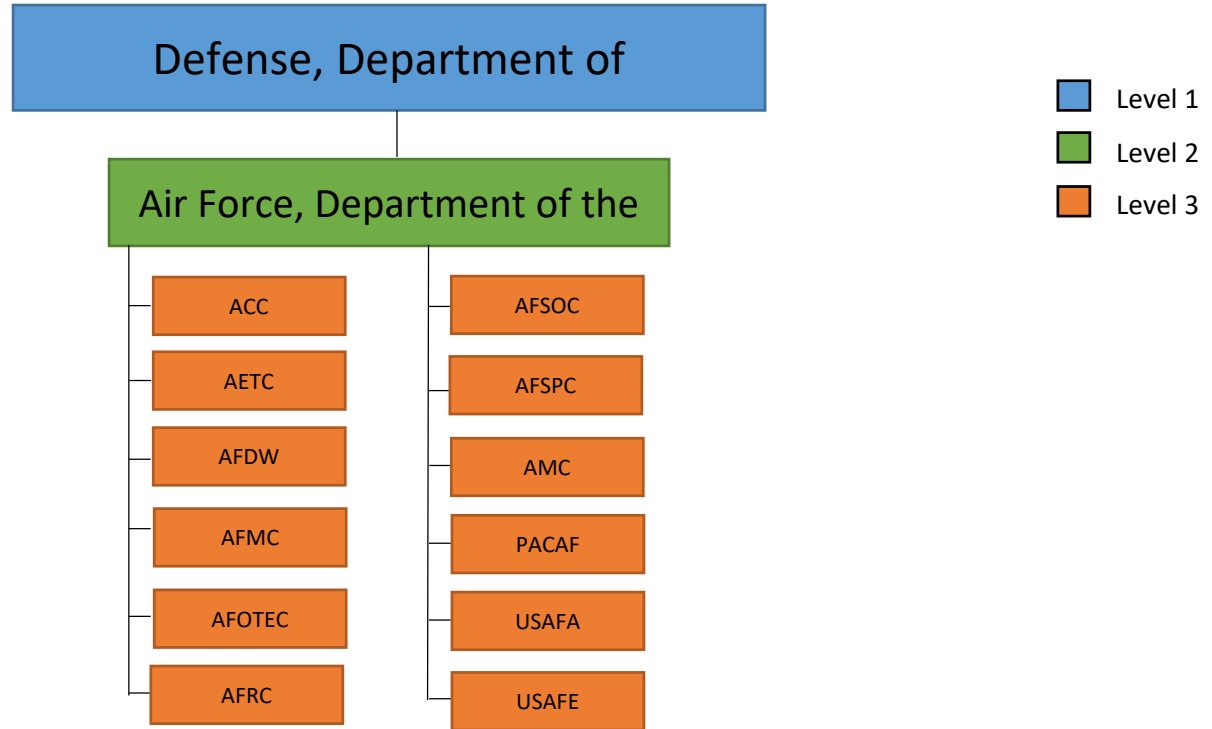 Defense, Department of
Air Force, Department of the
ACC
AETC
AFDW
AFMC
AFOTEC
AFRC
AFSOC
AFSPC
AMC
PACAF
USAFA
USAFE
Level 1
Level 2
Level 3